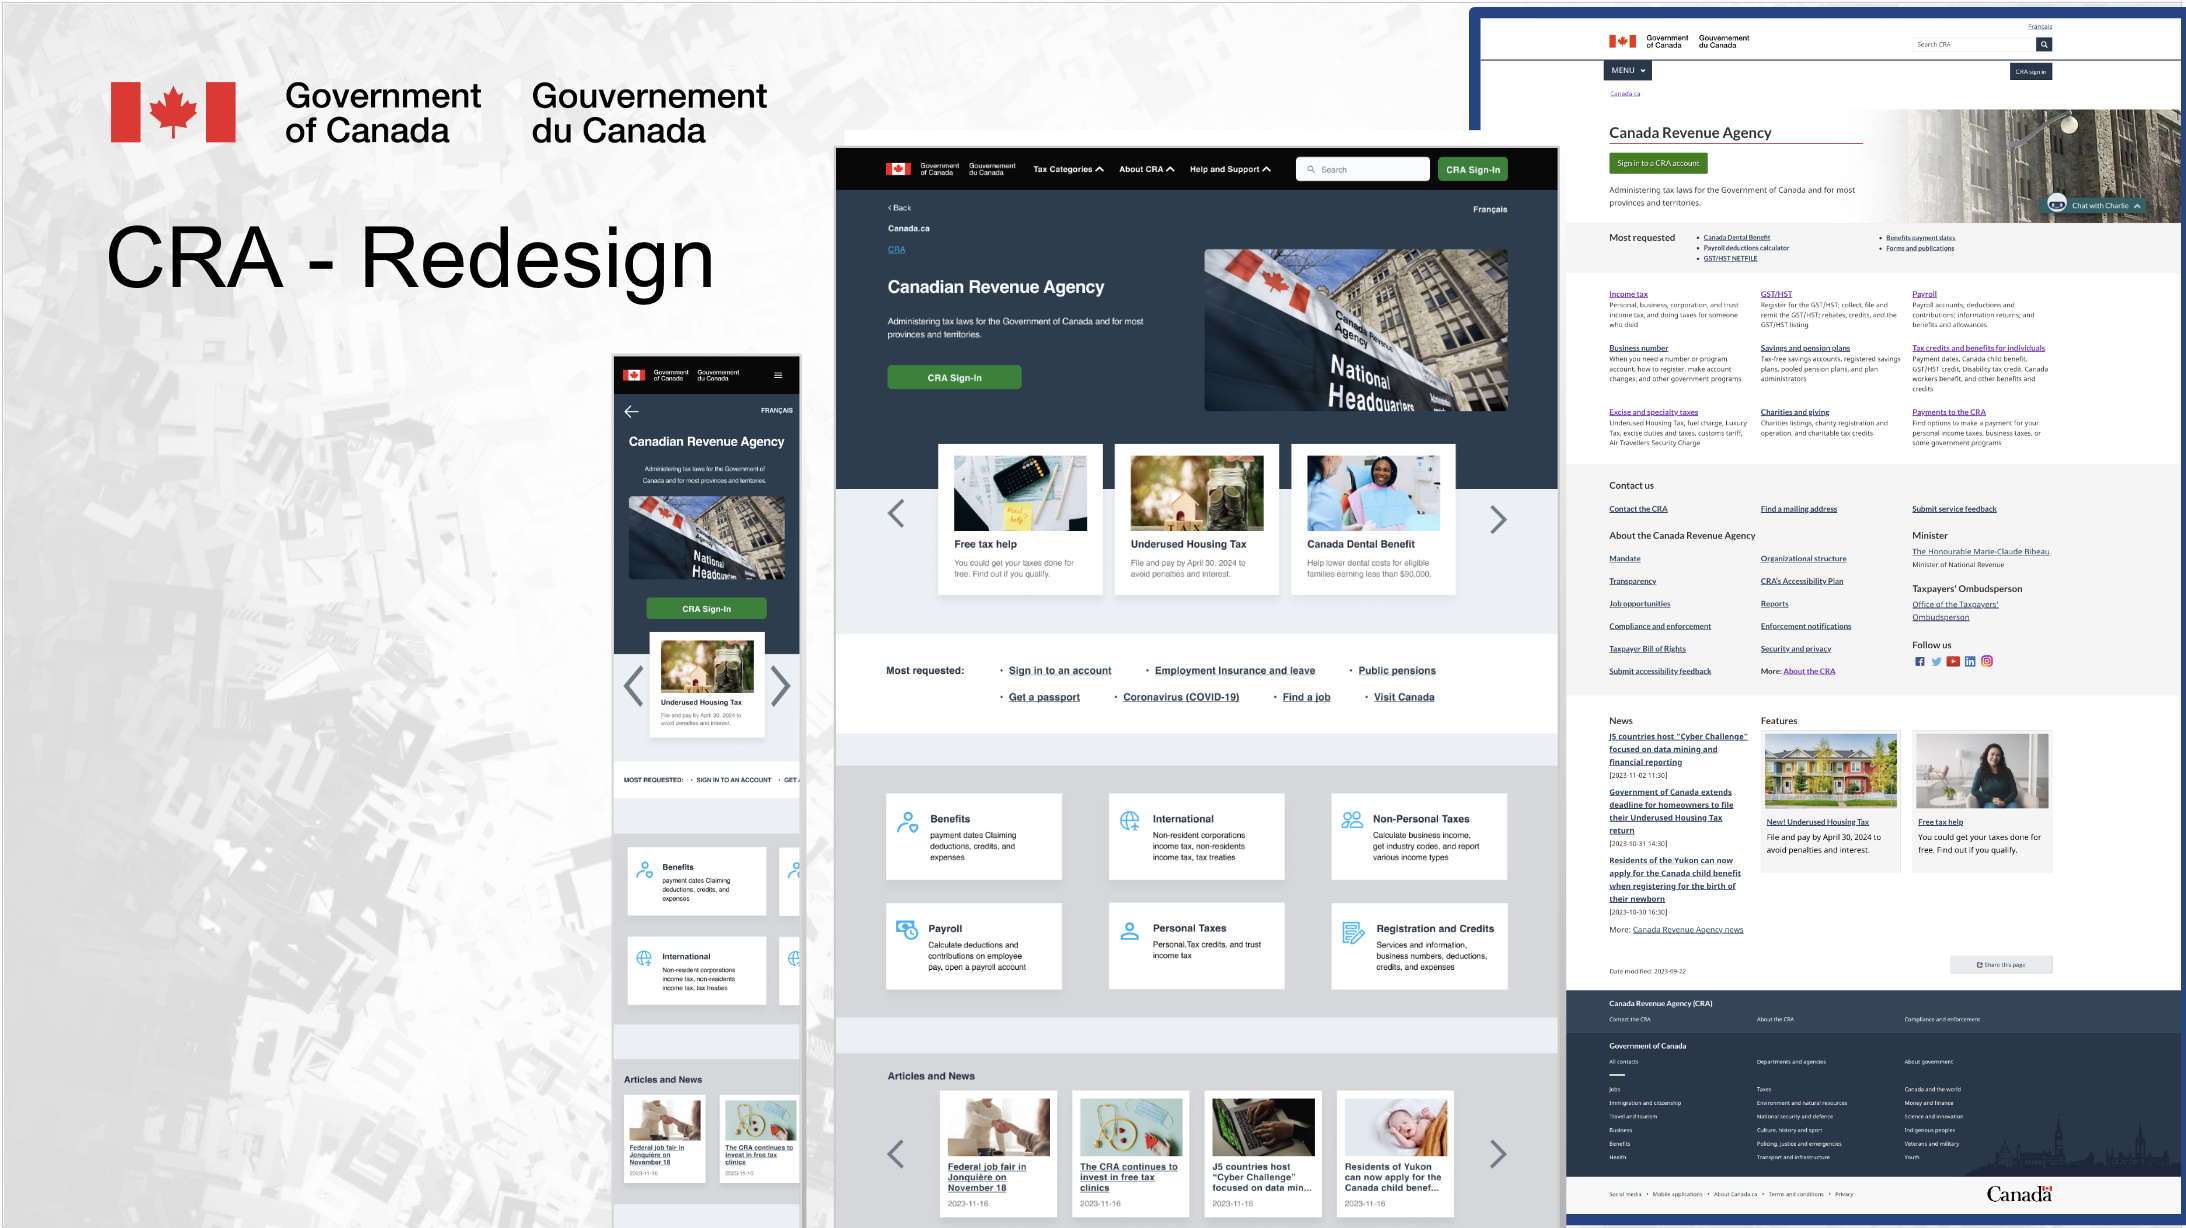 Government of Canada
Gouvernement du Canada
CRA - Redesign
Government of Canada
Gouvernement du Canada
FRANÇAIS
Canadian Revenue Agency
Administering tax laws for the Government of
Canada and for most provinces and territories.
Canada Revenue
Agency
National
Headquarters
CRA Sign-In
Underused Housing Tax
File and pay by April 30, 2024 to
avoid penalties and interest.
MOST REQUESTED: • SIGN IN TO AN ACCOUNT • GET
Benefits
payment dates Claiming
deductions, credits, and
expenses
International
Non-resident corporations
income tax, non-residents
income tax, tax treaties
Articles and News
Federal job fair in
Jonquière on
November 18
2023-11-16
The CRA continues to
invest in free tax
clinics
2023-11-16
Government of Canada
Gouvernement du Canada
Tax Categories
About CRA
Help and Support
Search
CRA Sign-In
< Back
Français
Canada.ca
CRA
Canadian Revenue Agency
Administering tax laws for the Government of Canada and for most
provinces and territories.
CRA Sign-In
Canada Revenue
Agency
National
Headquarters
Need help?
TAX
Free tax help
You could get your taxes done for
free. Find out if you qualify.
Underused Housing Tax
File and pay by April 30, 2024 to
avoid penalties and interest.
Canada Dental Benefit
Help lower dental costs for eligible
families earning less than $90,000.
Most requested: • Sign in to an account • Employment Insurance and leave • Public pensions
• Get a passport • Coronavirus (COVID-19) • Find a job • Visit Canada
Benefits
payment dates Claiming
deductions, credits, and
expenses
International
Non-resident corporations
income tax, non-residents
income tax, tax treaties
Non-Personal Taxes
Calculate business income,
get industry codes, and report
various income types
Payroll
Calculate deductions and
contributions on employee
pay, open a payroll account
Personal Taxes
Personal,Tax credits, and trust
income tax
Registration and Credits
Services and information,
business numbers, deductions,
credits, and expenses
Articles and News
Federal job fair in
Jonquière on
November 18
2023-11-16
The CRA continues to
invest in free tax
clinics
2023-11-16
J5 countries host
“Cyber Challenge”
focused on data min...
2023-11-16
Residents of Yukon
can now apply for the
Canada child benef...
2023-11-16
Français
Government of Canada
Gouvernement du Canada
Search CRA
MENU
CRA sign in
Canada.ca
Canada Revenue Agency
Sign in to a CRA account
Administering tax laws for the Government of Canada and for most
provinces and territories.
Chat with Charlie
Most requested
• Canada Dental Benefit
• Payroll deductions calculator
• GST/HST NETFILE
• Benefits payment dates
• Forms and publications
Income tax
Personal, business, corporation, and trust
income tax, and doing taxes for someone
who died
GST/HST
Register for the GST/HST; collect, file and
remit the GST/HST; rebates, credits, and the
GST/HST listing
Payroll
Payroll accounts; deductions and
contributions; information returns; and
benefits and allowances
Business number
When you need a number or program
account, how to register, make account
changes, and other government programs
Savings and pension plans
Tax-free savings accounts, registered savings
plans, pooled pension plans, and plan
administrators
Tax credits and benefits for individuals
Payment dates, Canada child benefit,
GST/HST credit, Disability tax credit, Canada
workers benefit, and other benefits and
credits
Excise and specialty taxes
Underused Housing Tax, fuel charge, Luxury
Tax, excise duties and taxes, customs tariff,
Air Travellers Security Charge
Charities and giving
Charities listings, charity registration and
operation, and charitable tax credits
Payments to the CRA
Find options to make a payment for your
personal income taxes, business taxes, or
some government programs
Contact us
Contact the CRA
Find a mailing address
Submit service feedback
About the Canada Revenue Agency
Mandate
Organizational structure
Transparency
CRA's Accessibility Plan
Job opportunities
Reports
Compliance and enforcement
Enforcement notifications
Taxpayer Bill of Rights
Security and privacy
Submit accessibility feedback
More: About the CRA
Minister
The Honourable Marie-Claude Bibeau
Minister of National Revenue
Taxpayers' Ombudsperson
Office of the Taxpayers'
Ombudsperson
Follow us
News
J5 countries host “Cyber Challenge”
focused on data mining and
financial reporting
[2023-11-02 11:30]
Government of Canada extends
deadline for homeowners to file
their Underused Housing Tax
return
[2023-10-31 14:30]
Residents of the Yukon can now
apply for the Canada child benefit
when registering for the birth of
their newborn
[2023-10-30 16:30]
More: Canada Revenue Agency news
Features
New! Underused Housing Tax
File and pay by April 30, 2024 to
avoid penalties and interest.
Free tax help
You could get your taxes done for
free. Find out if you qualify.
Date modified: 2023-09-22
Share this page
Canada Revenue Agency (CRA)
Contact the CRA
About the CRA
Compliance and enforcement
Government of Canada
All contacts
Departments and agencies
About government
Jobs
Taxes
Canada and the world
Immigration and citizenship
Environment and natural resources
Money and finance
Travel and tourism
National security and defence
Science and innovation
Business
Culture, history and sport
Indigenous peoples
Benefits
Policing, justice and emergencies
Veterans and military
Health
Transport and infrastructure
Youth
Social media • Mobile applications • About Canada.ca • Terms and conditions • Privacy
Canada